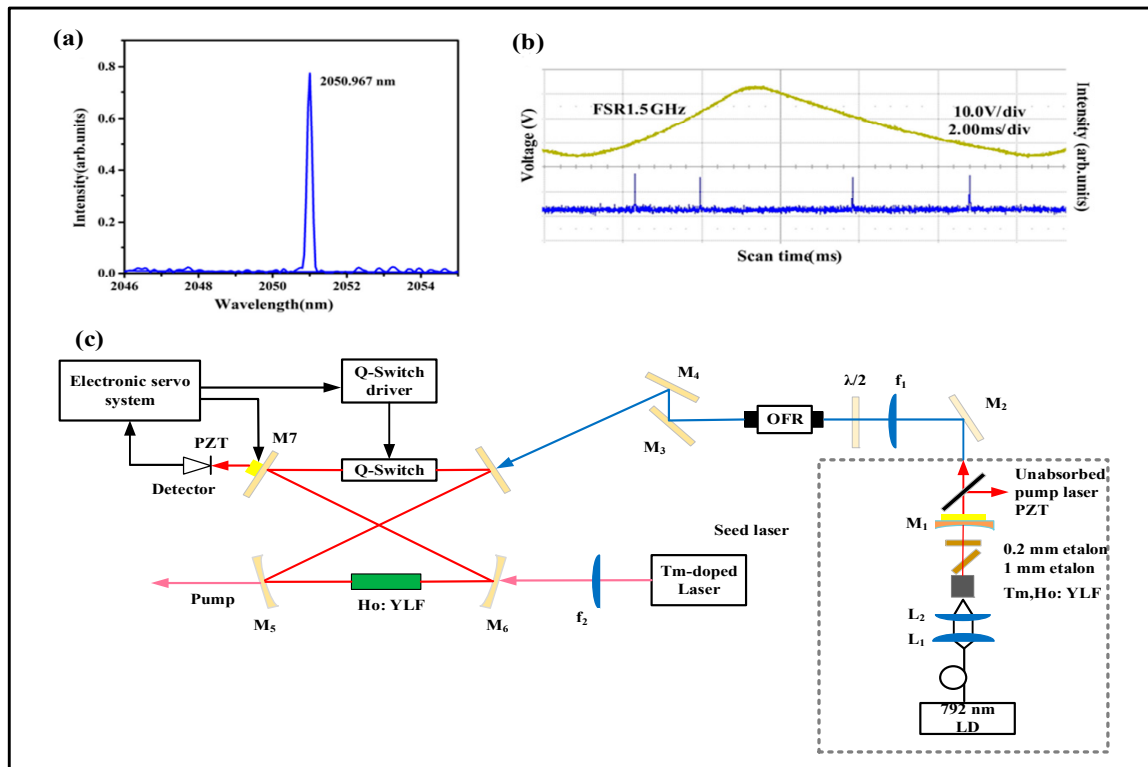 (a)
Intensity(arb.units)
0.8
0.6
0.4
0.2
0.0
2050.967 nm
2046
2048
2050
2052
2054
Wavelength(nm)
(b)
Voltage (V)
FSR1.5 GHz
10.0V/div
2.00ms/div
Intensity (arb.units)
Scan time(ms)
(c)
Electronic servo
system
Q-Switch
driver
PZT
M7
Q-Switch
Detector
M4
M3
OFR
λ/2
f1
M2
Unabsorbed
pump laser
PZT
M1
0.2 mm etalon
1 mm etalon
Tm,Ho: YLF
L2
L1
792 nm
LD
Seed laser
Tm-doped
Laser
Pump
M5
Ho: YLF
M6
f2